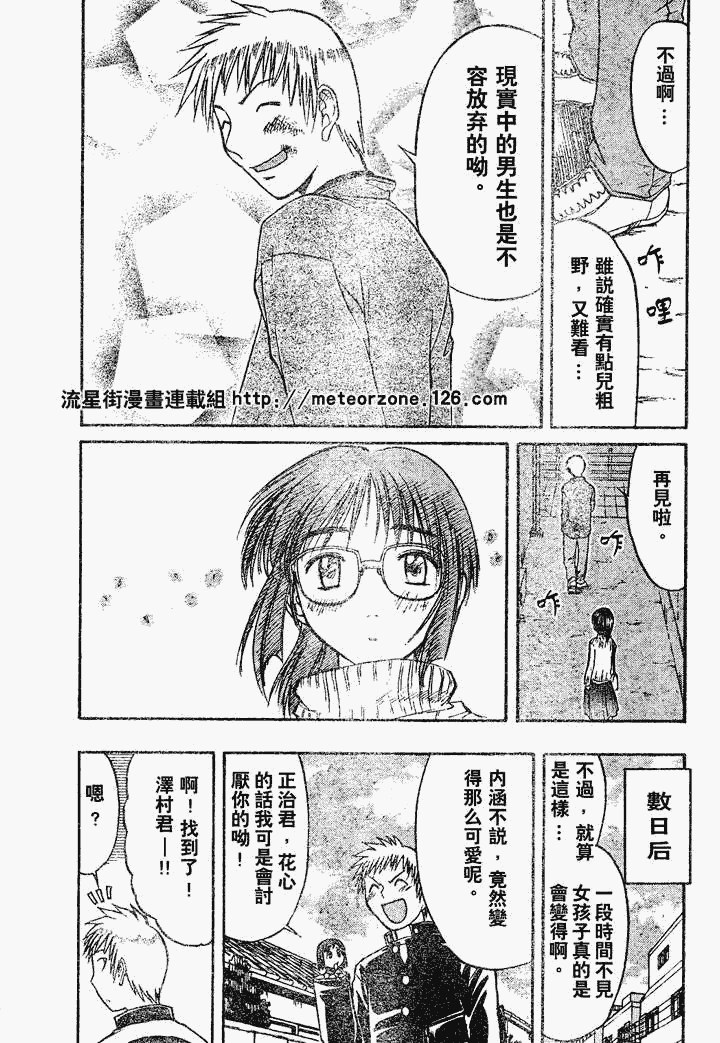 不過啊…
咋
哩
雖説確實有點兒粗
野，又難看…
現實中的男生也是不
容放弃的呦。
流星街漫畫連載組 http://meteorzone.126.com
再見啦。
咋
咋
數日后
不過，就算
是這樣…
一段時間不見
女孩子真的是
會變得啊。
内涵不説，竟然變
得那么可愛呢。
正治君，花心
的話我可是會討
厭你的呦！
啊！找到了！
澤村君—!!
嗯？